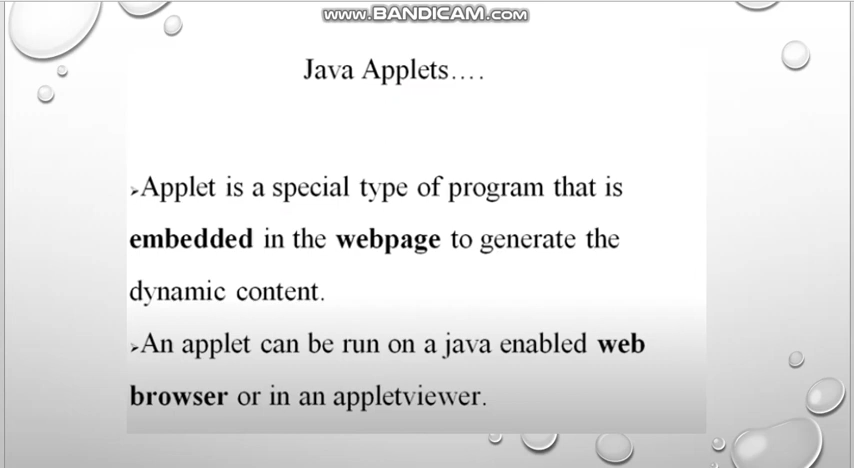 www.BANDICAM.com
Java Applets....
➢Applet is a special type of program that is
embedded in the webpage to generate the
dynamic content.
➢An applet can be run on a java enabled web
browser or in an appletviewer.